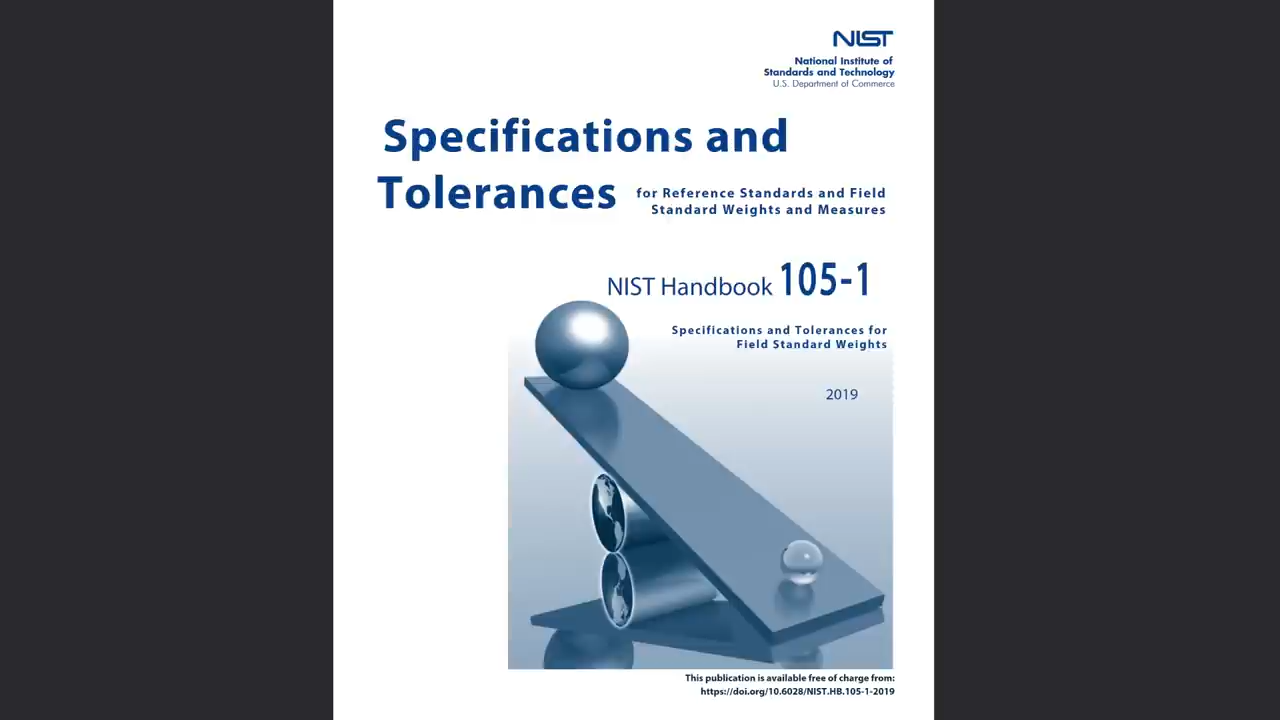 NIST
National Institute of
Standards and Technology
U.S. Department of Commerce
Specifications and
Tolerances for Reference Standards and Field
Standard Weights and Measures
NIST Handbook 105-1
Specifications and Tolerances for
Field Standard Weights
2019
This publication is available free of charge from:
https://doi.org/10.6028/NIST.HB.105-1-2019